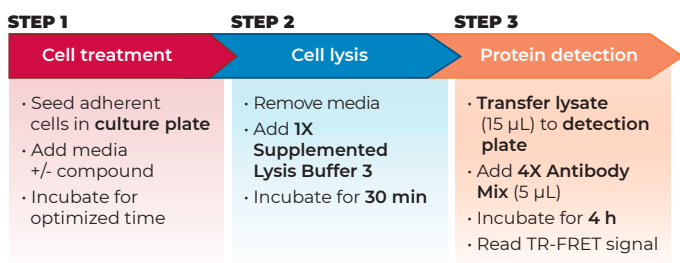 STEP 1
Cell treatment
· Seed adherent
cells in culture plate
· Add media
+/- compound
· Incubate for
optimized time
STEP 2
Cell lysis
· Remove media
· Add 1X
Supplemented
Lysis Buffer 3
· Incubate for 30 min
STEP 3
Protein detection
· Transfer lysate
(15 µL) to detection
plate
· Add 4X Antibody
Mix (5 µL)
· Incubate for 4 h
· Read TR-FRET signal